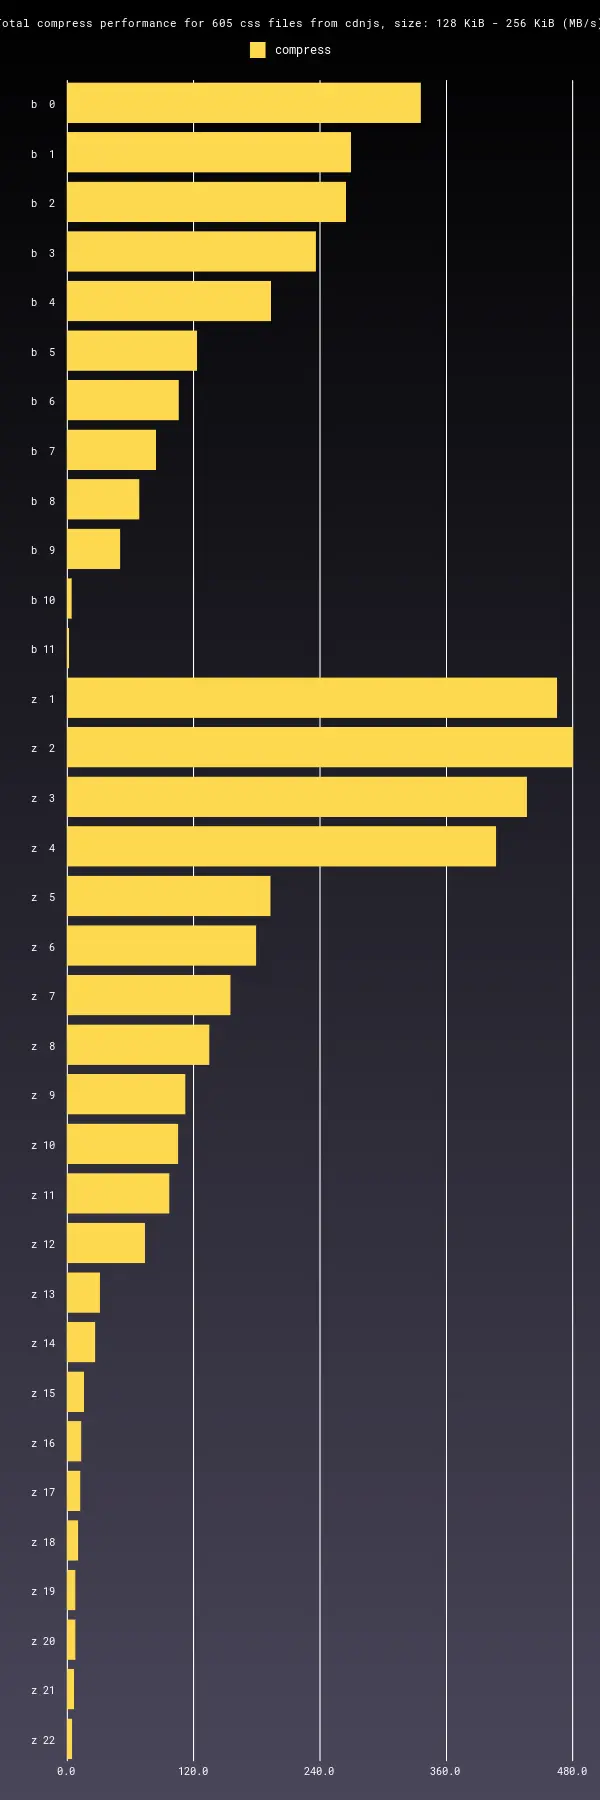 otal compress performance for 605 css files from cdnjs, size: 128 KiB - 256 KiB (MB/s)
compress
b 0
b 1
b 2
b 3
b 4
b 5
b 6
b 7
b 8
b 9
b 10
b 11
z 1
z 2
z 3
z 4
z 5
z 6
z 7
z 8
z 9
z 10
z 11
z 12
z 13
z 14
z 15
z 16
z 17
z 18
z 19
z 20
z 21
z 22
0.0 120.0 240.0 360.0 480.0